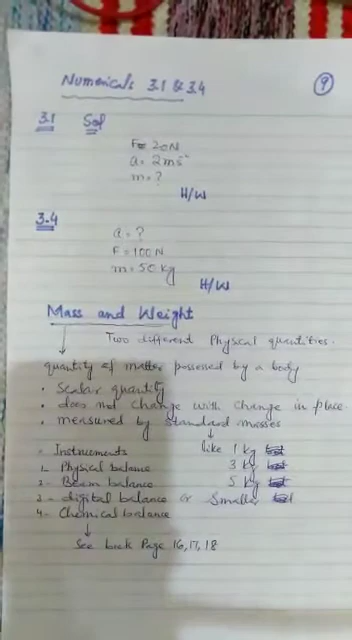 Numericals 3.1 & 3.4
9
3.1 Sol
F = 20N
a = 2ms⁻²
m = ?
H/W
3.4
a = ?
F = 100 N
m = 50 kg
H/W
Mass and Weight
Two different Physical quantities.
quantity of matter possessed by a body
• Scalar quantity
• does not change with change in place.
• measured by standard masses
- Instruments like 1 kg
1- Physical balance 3 kg
2- Beam balance 5 kg
3- digital balance or Smaller
4- Chemical balance
See book Page 16, 17, 18